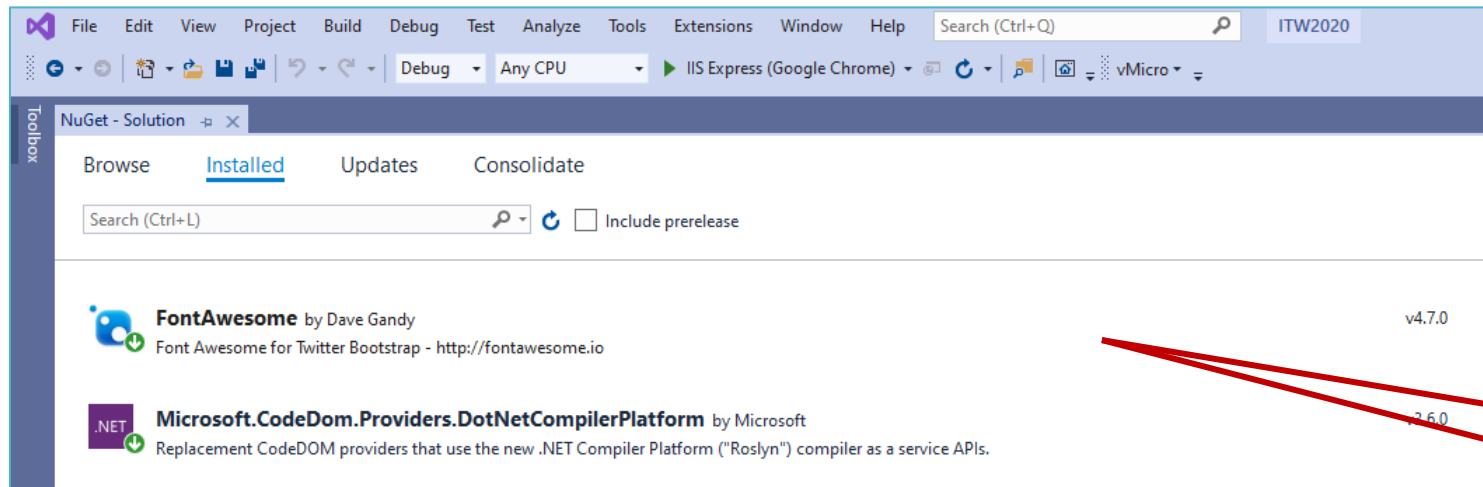 File Edit View Project Build Debug Test Analyze Tools Extensions Window Help Search (Ctrl+Q) ITW2020
Debug Any CPU IIS Express (Google Chrome) vMicro
Toolbox
NuGet - Solution
Browse Installed Updates Consolidate
Search (Ctrl+L) Include prerelease
FontAwesome by Dave Gandy v4.7.0
Font Awesome for Twitter Bootstrap - http://fontawesome.io
.NET Microsoft.CodeDom.Providers.DotNetCompilerPlatform by Microsoft v3.6.0
Replacement CodeDOM providers that use the new .NET Compiler Platform ("Roslyn") compiler as a service APIs.